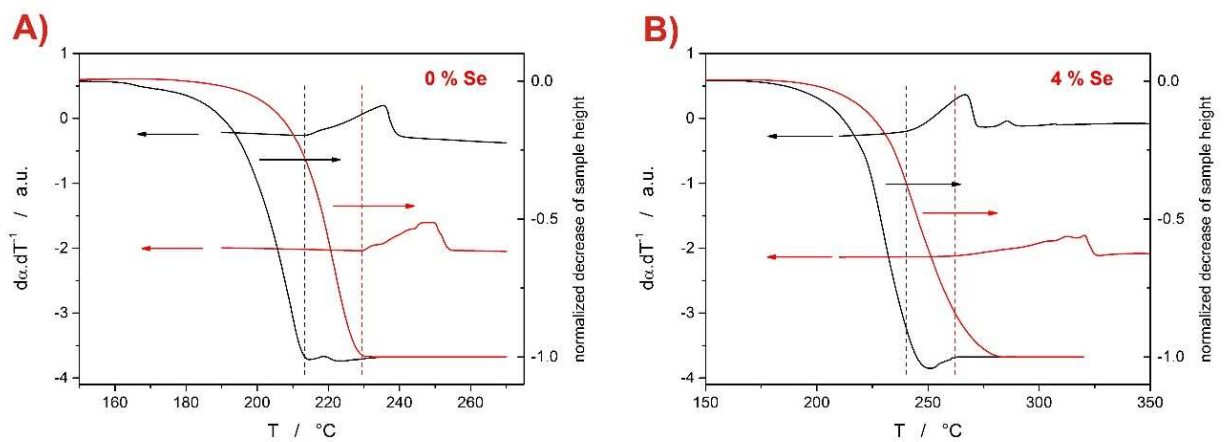 A)
0 % Se
1
0
-1
-2
-3
-4
dα.dT⁻¹ / a.u.
0.0
-0.5
-1.0
normalized decrease of sample height
160 180 200 220 240 260
T / °C
B)
4 % Se
1
0
-1
-2
-3
-4
dα.dT⁻¹ / a.u.
0.0
-0.5
-1.0
normalized decrease of sample height
150 200 250 300 350
T / °C